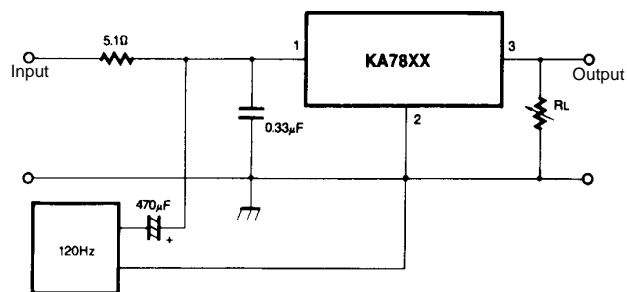 5.1Ω
Input
1
KA78XX
3
Output
0.33µF
2
RL
470µF
+
120Hz